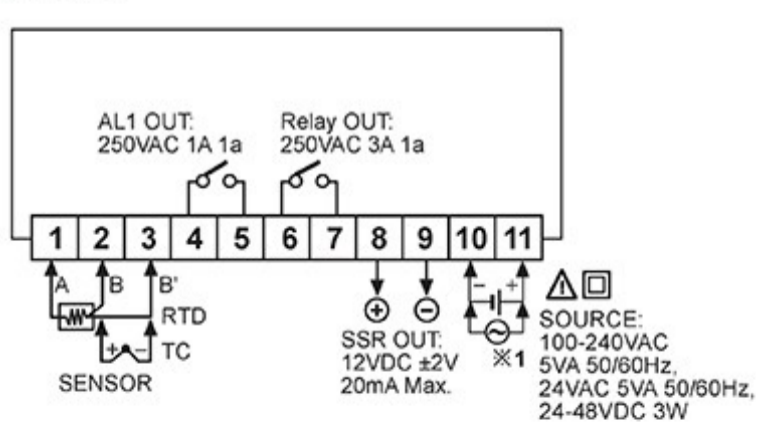 AL1 OUT:
250VAC 1A 1a
Relay OUT:
250VAC 3A 1a
1 2 3 4 5 6 7 8 9 10 11
A B B'
RTD
+ - TC
SENSOR
+ -
SSR OUT:
12VDC ±2V
20mA Max.
- +
※1
SOURCE:
100-240VAC
5VA 50/60Hz,
24VAC 5VA 50/60Hz,
24-48VDC 3W